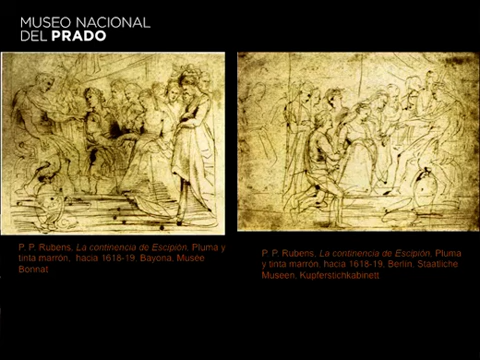 MUSEO NACIONAL
DEL PRADO
P. P. Rubens, La continencia de Escipión. Pluma y
tinta marrón, hacia 1618-19. Bayona. Musée
Bonnat
P. P. Rubens, La continencia de Escipión. Pluma
y tinta marrón, hacia 1618-19. Berlin, Staatliche
Museen, Kupferstichkabinett